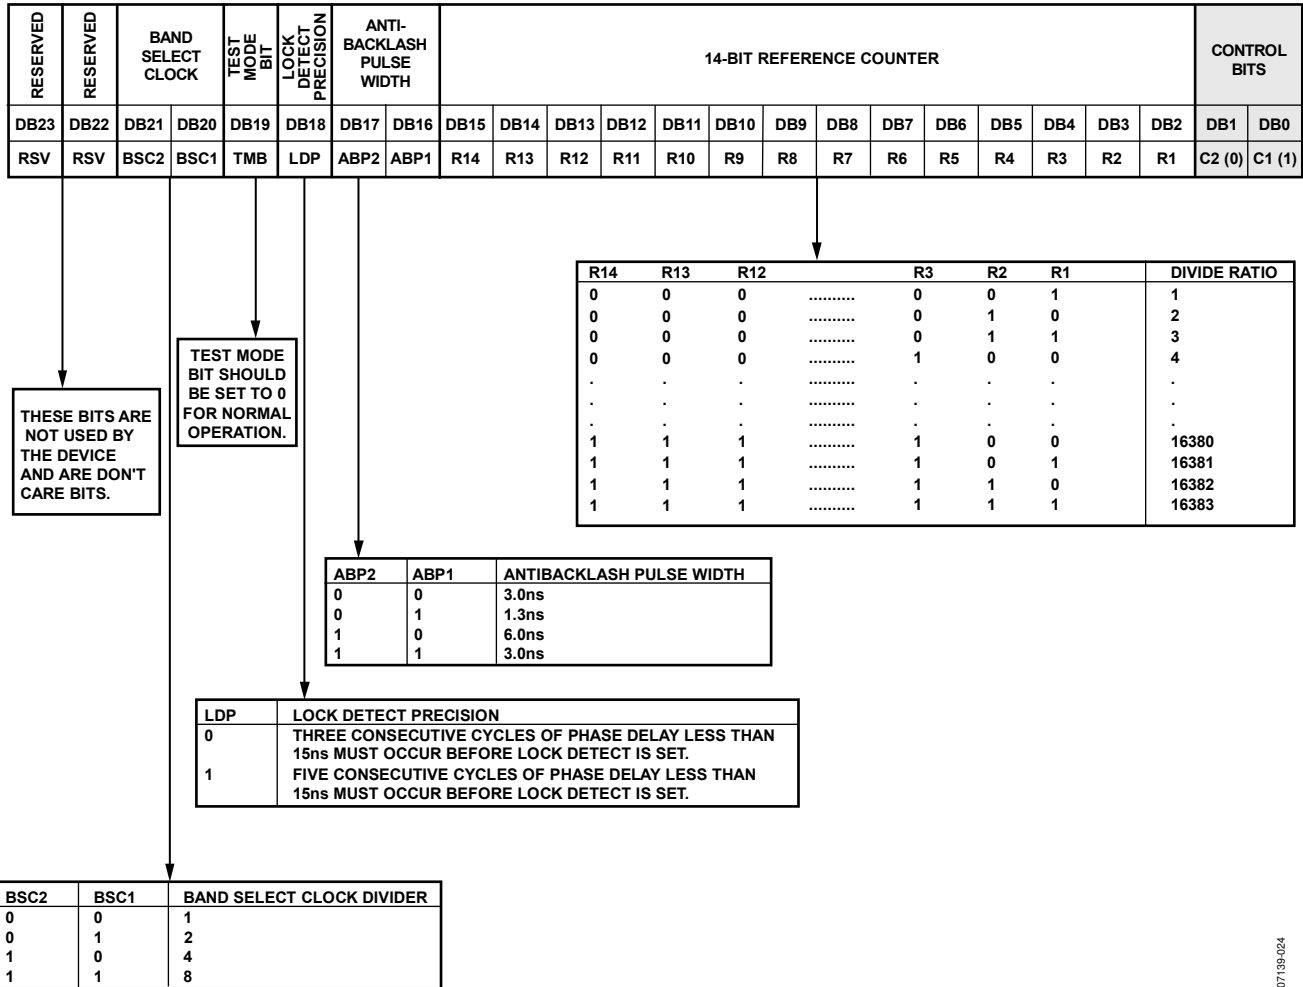 RESERVED
RESERVED
BAND
SELECT
CLOCK
TEST
MODE
BIT
LOCK
DETECT
PRECISION
ANTI-
BACKLASH
PULSE
WIDTH
14-BIT REFERENCE COUNTER
CONTROL
BITS
DB23 DB22 DB21 DB20 DB19 DB18 DB17 DB16 DB15 DB14 DB13 DB12 DB11 DB10 DB9 DB8 DB7 DB6 DB5 DB4 DB3 DB2 DB1 DB0
RSV RSV BSC2 BSC1 TMB LDP ABP2 ABP1 R14 R13 R12 R11 R10 R9 R8 R7 R6 R5 R4 R3 R2 R1 C2 (0) C1 (1)
R14 R13 R12 R3 R2 R1 DIVIDE RATIO
0 0 0 .......... 0 0 1 1
0 0 0 .......... 0 1 0 2
0 0 0 .......... 0 1 1 3
0 0 0 .......... 1 0 0 4
. . . .......... . . . .
. . . .......... . . . .
. . . .......... . . . .
1 1 1 .......... 1 0 0 16380
1 1 1 .......... 1 0 1 16381
1 1 1 .......... 1 1 0 16382
1 1 1 .......... 1 1 1 16383
TEST MODE
BIT SHOULD
BE SET TO 0
FOR NORMAL
OPERATION.
THESE BITS ARE
NOT USED BY
THE DEVICE
AND ARE DON'T
CARE BITS.
ABP2 ABP1 ANTIBACKLASH PULSE WIDTH
0 0 3.0ns
0 1 1.3ns
1 0 6.0ns
1 1 3.0ns
LDP LOCK DETECT PRECISION
0 THREE CONSECUTIVE CYCLES OF PHASE DELAY LESS THAN
15ns MUST OCCUR BEFORE LOCK DETECT IS SET.
1 FIVE CONSECUTIVE CYCLES OF PHASE DELAY LESS THAN
15ns MUST OCCUR BEFORE LOCK DETECT IS SET.
BSC2 BSC1 BAND SELECT CLOCK DIVIDER
0 0 1
0 1 2
1 0 4
1 1 8
07139-024